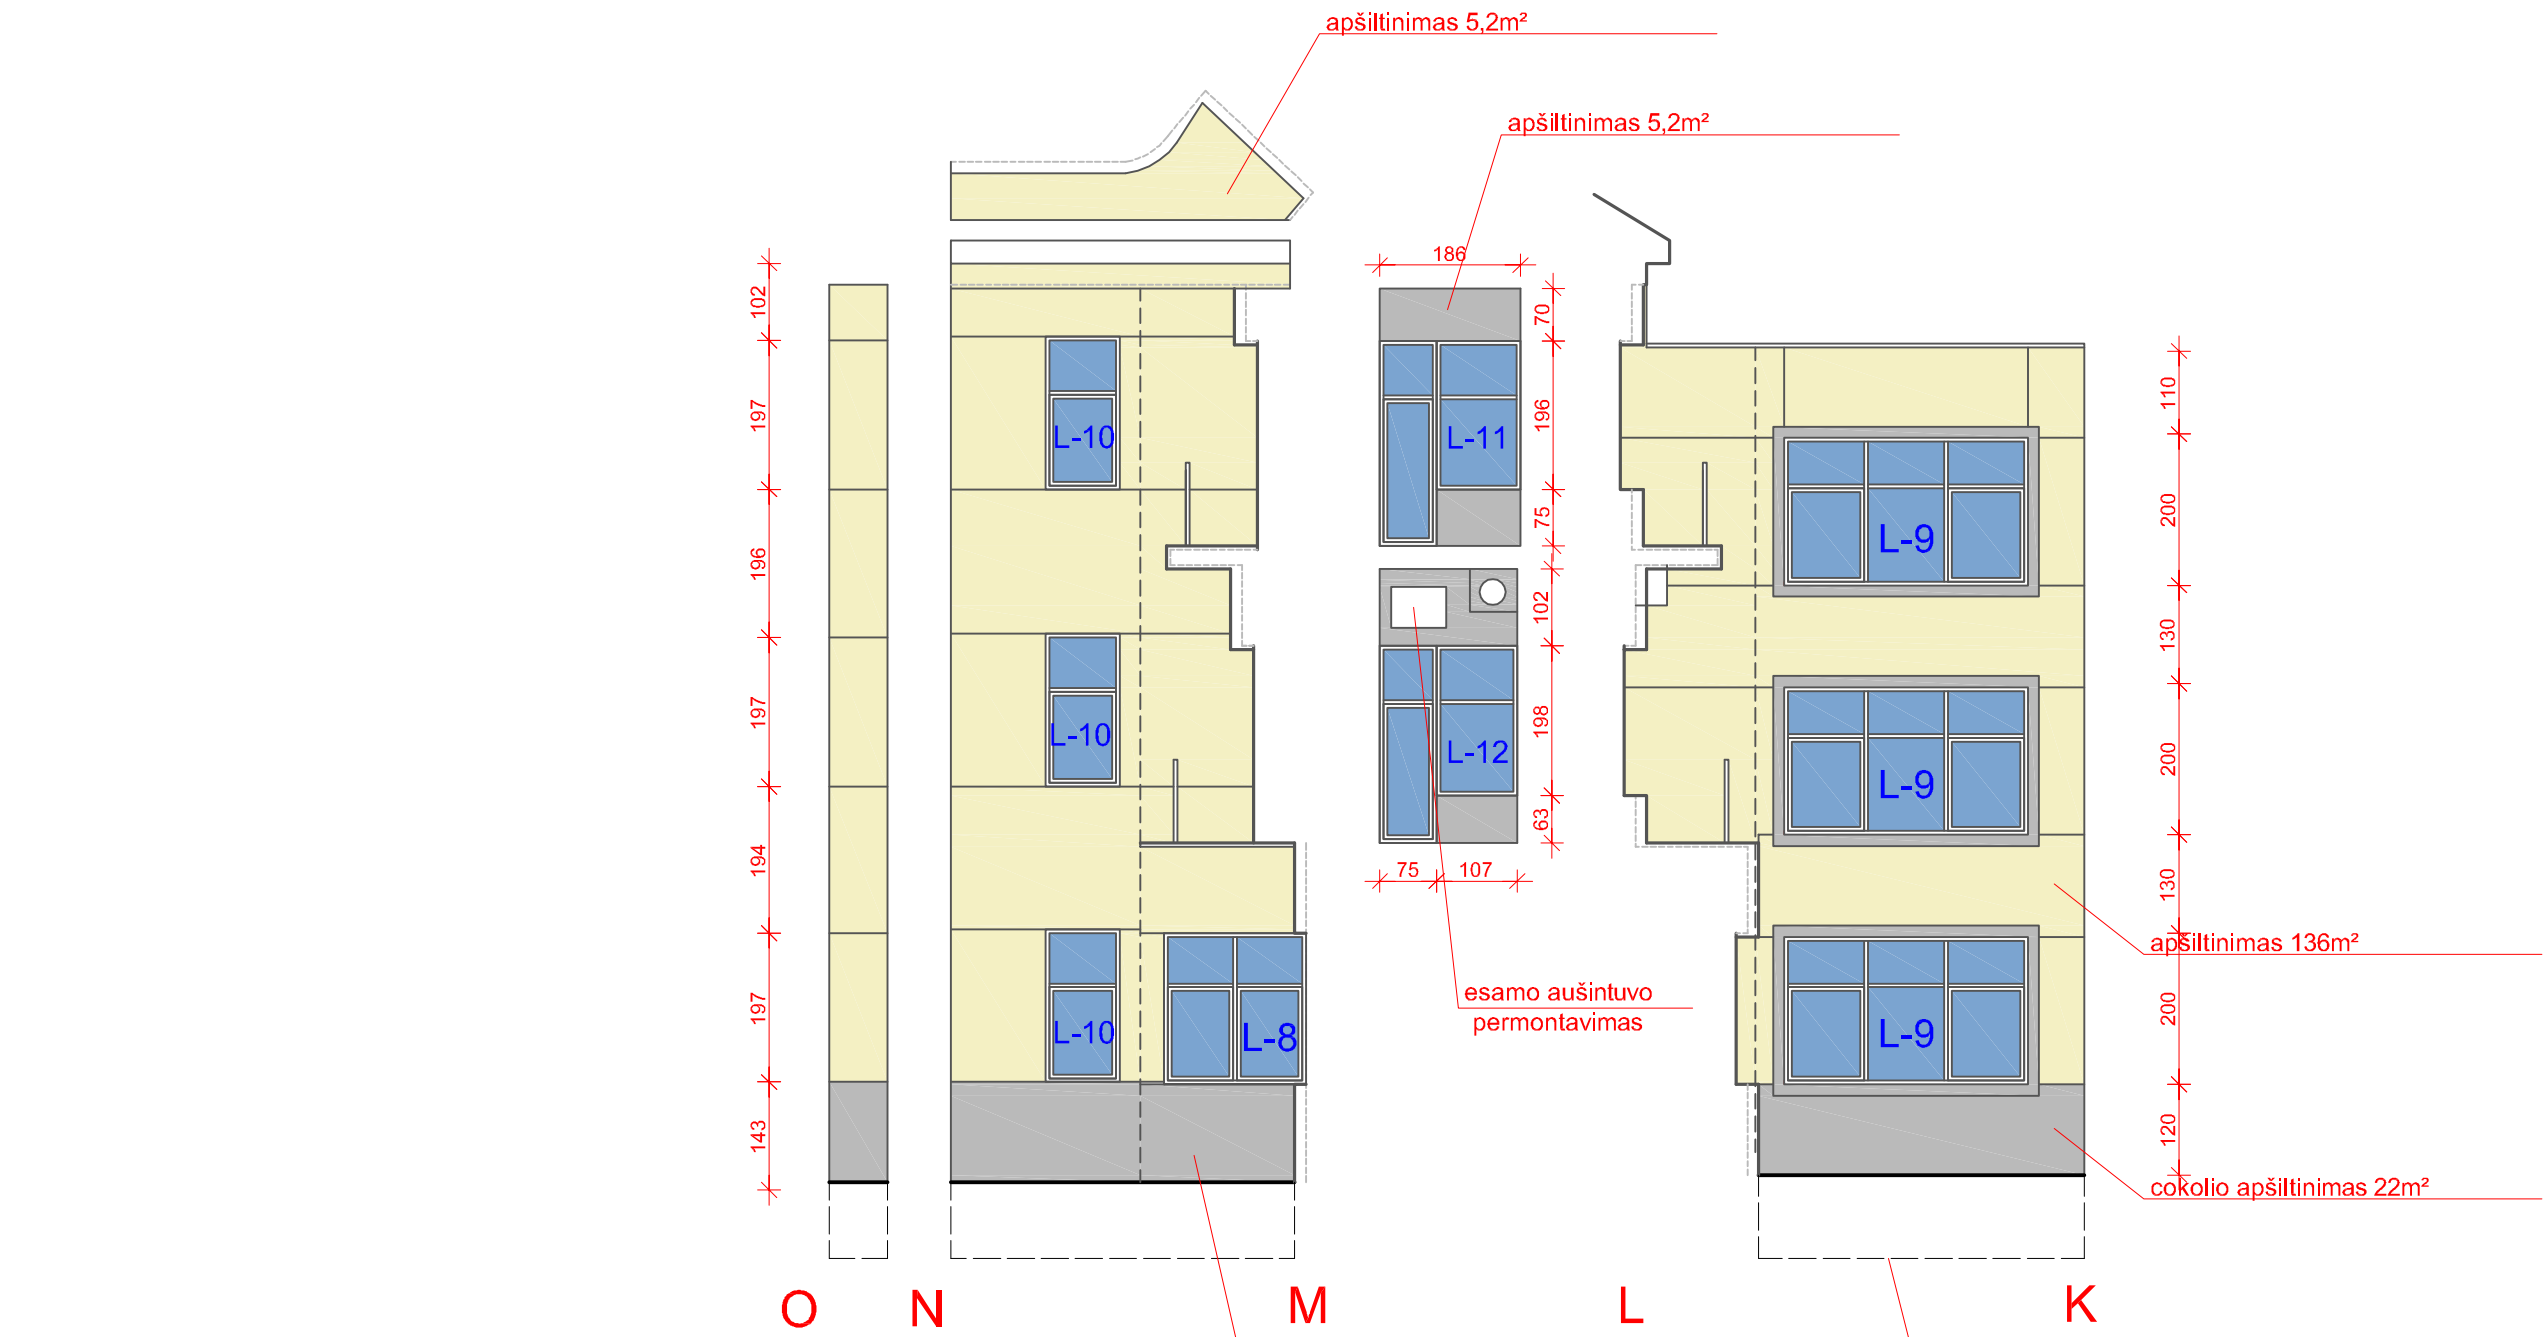 apšiltinimas 5,2m²
apšiltinimas 5,2m²
186
102
197
196
197
194
197
143
L-10
L-10
L-10
L-8
70
196
75
102
198
63
L-11
L-12
75
107
esamo aušintuvo
permontavimas
L-9
L-9
L-9
110
200
130
200
130
200
120
apšiltinimas 136m²
cokolio apšiltinimas 22m²
O
N
M
L
K